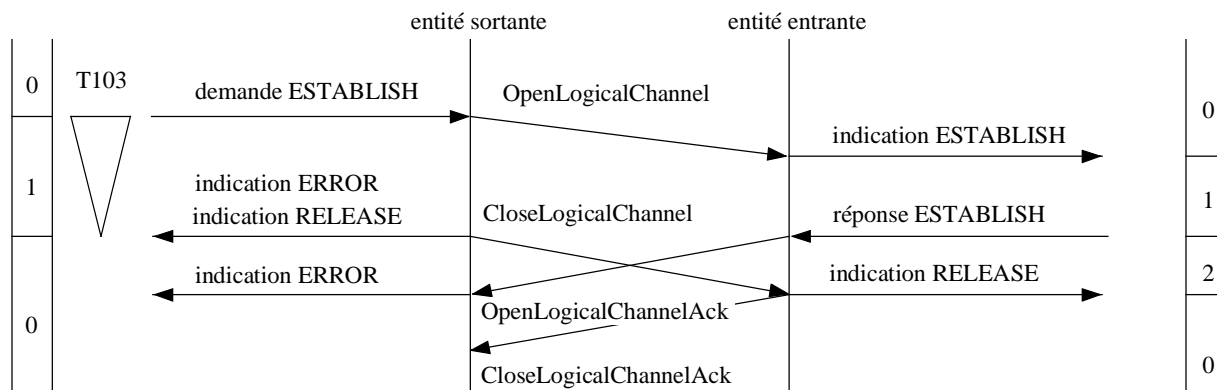 entité sortante
entité entrante
0
T103
demande ESTABLISH
OpenLogicalChannel
0
indication ESTABLISH
1
indication ERROR
indication RELEASE
CloseLogicalChannel
réponse ESTABLISH
1
indication ERROR
indication RELEASE
2
0
OpenLogicalChannelAck
CloseLogicalChannelAck
0